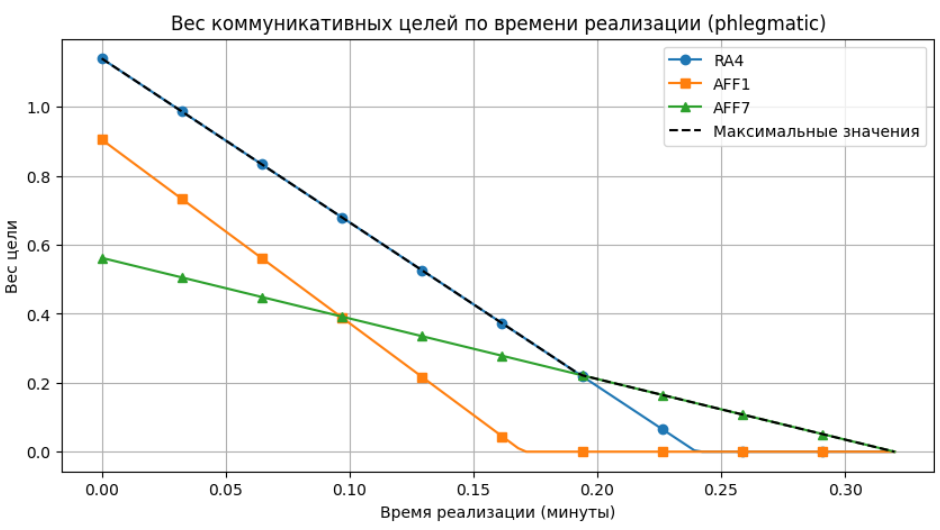 Вес коммуникативных целей по времени реализации (phlegmatic)
RA4
AFF1
AFF7
Максимальные значения
Вес цели
1.0
0.8
0.6
0.4
0.2
0.0
0.00 0.05 0.10 0.15 0.20 0.25 0.30
Время реализации (минуты)